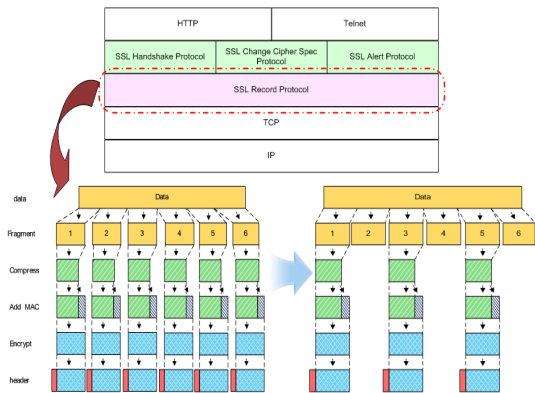 HTTP
Telnet
SSL Handshake Protocol
SSL Change Cipher Spec
Protocol
SSL Alert Protocol
SSL Record Protocol
TCP
IP
data
Data
Data
Fragment
1
2
3
4
5
6
1
2
3
4
5
6
Compress
Add MAC
Encrypt
header